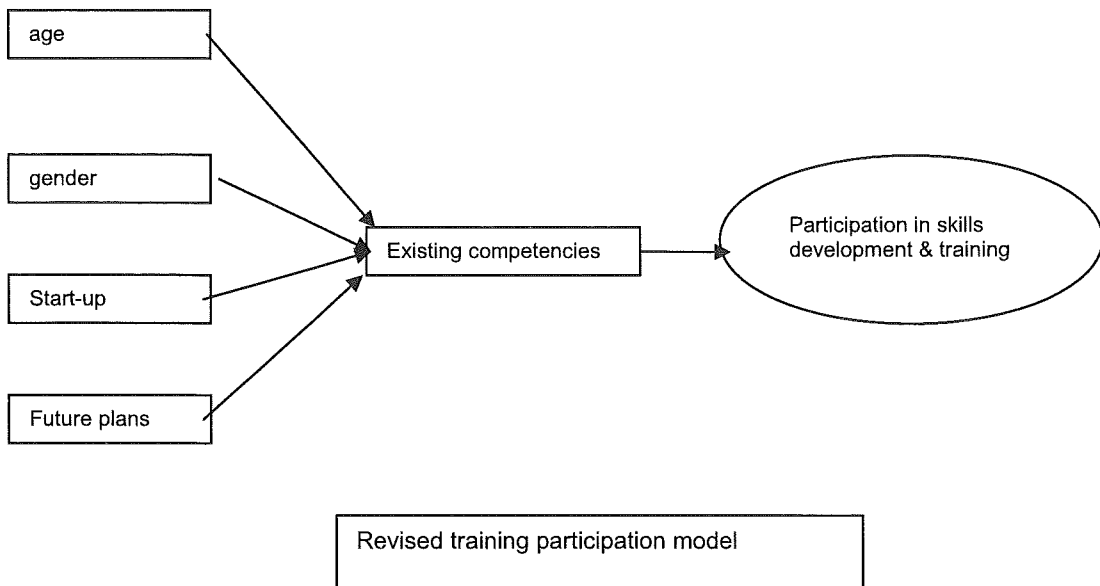 age
gender
Start-up
Future plans
Existing competencies
Participation in skills
development & training
Revised training participation model